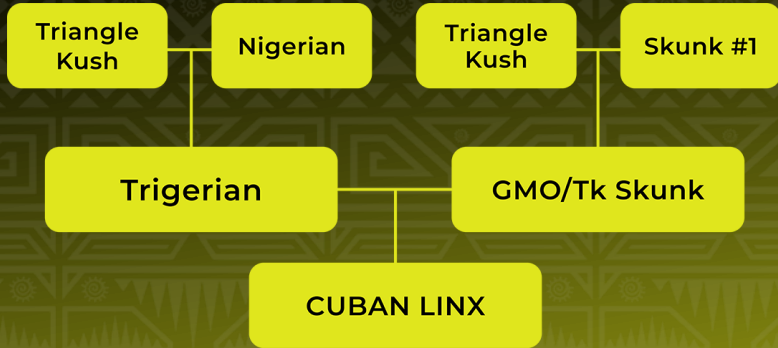 Triangle
Kush
Nigerian
Triangle
Kush
Skunk #1
Trigerian
GMO/Tk Skunk
CUBAN LINX